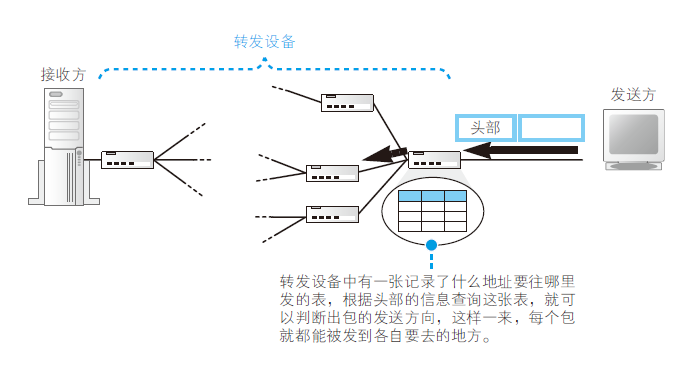 转发设备
接收方
发送方
头部
转发设备中有一张记录了什么地址要往哪里
发的表，根据头部的信息查询这张表，就可
以判断出包的发送方向，这样一来，每个包
就都能被发到各自要去的地方。